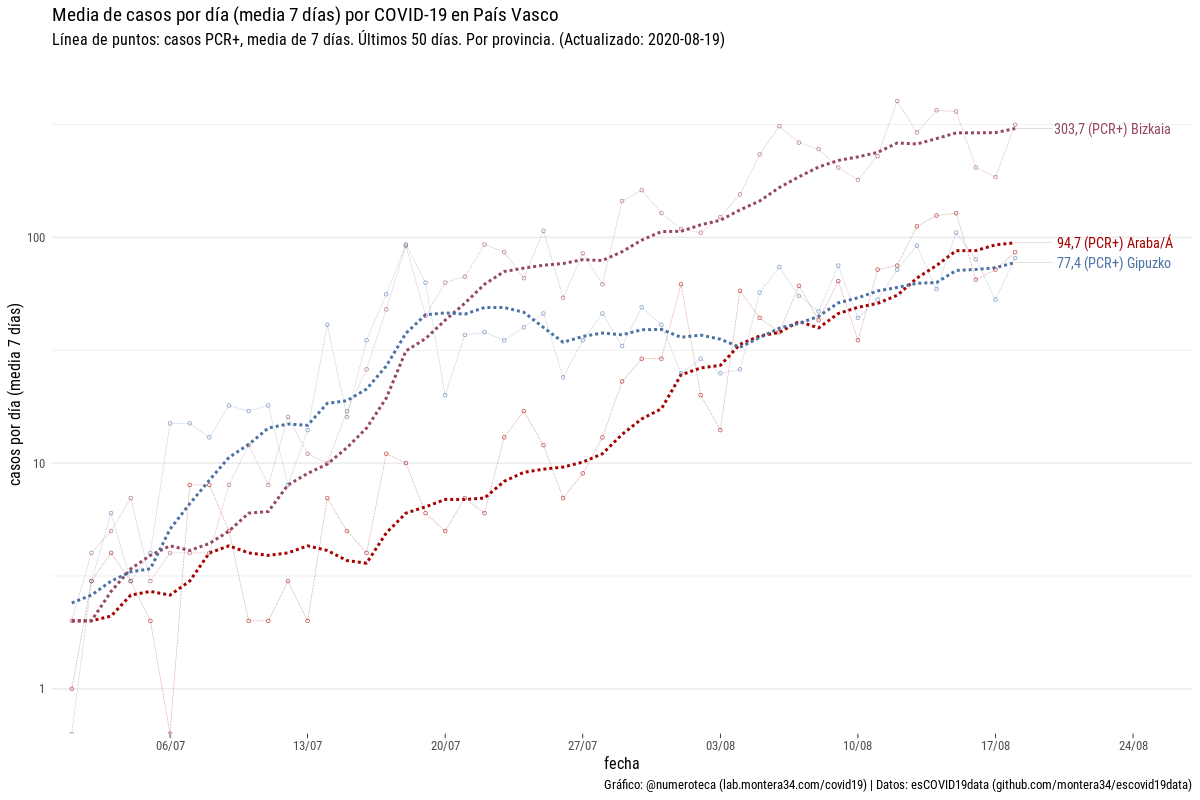 Media de casos por día (media 7 días) por COVID-19 en País Vasco
Línea de puntos: casos PCR+, media de 7 días. Últimos 50 días. Por provincia. (Actualizado: 2020-08-19)
casos por día (media 7 días)
100
10
1
303,7 (PCR+) Bizkaia
94,7 (PCR+) Araba/Á
77,4 (PCR+) Gipuzko
06/07
13/07
20/07
27/07
03/08
10/08
17/08
24/08
fecha
Gráfico: @numeroteca (lab.montera34.com/covid19) | Datos: esCOVID19data (github.com/montera34/escovid19data)